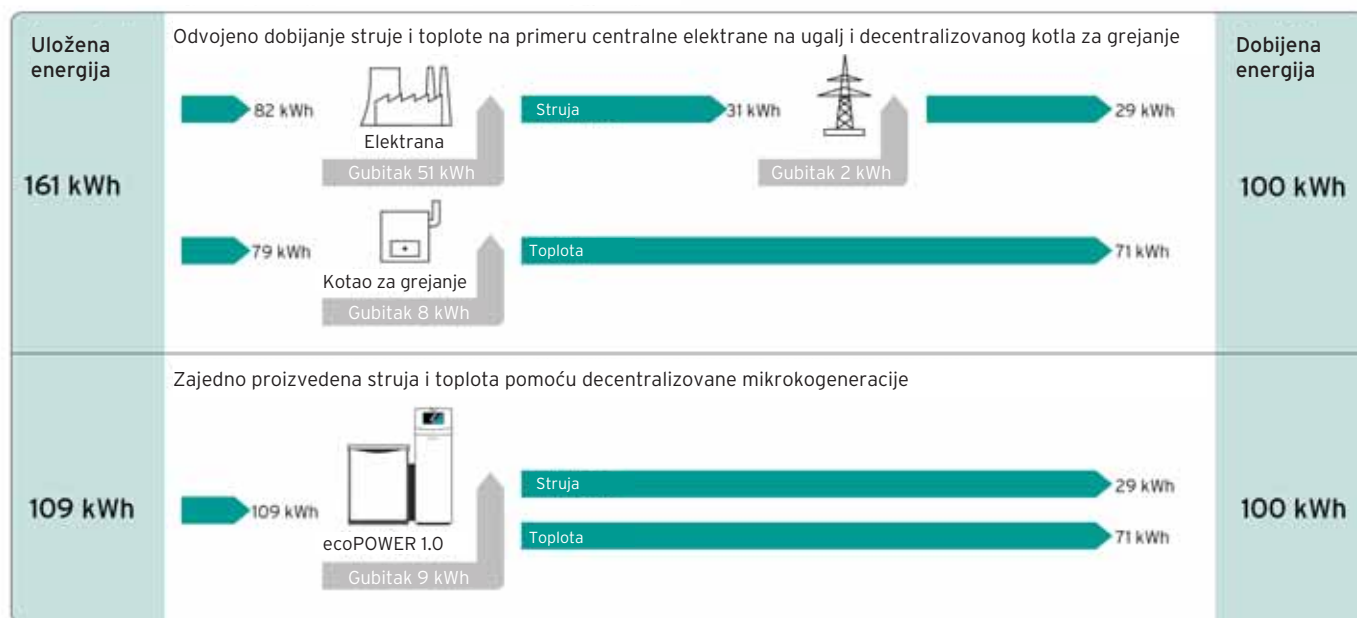 Uložena
energija
Odvojeno dobijanje struje i toplote na primeru centralne elektrane na ugalj i decentralizovanog kotla za grejanje
Dobijena
energija
82 kWh
Elektrana
Gubitak 51 kWh
Struja
31 kWh
Gubitak 2 kWh
29 kWh
161 kWh
100 kWh
79 kWh
Kotao za grejanje
Gubitak 8 kWh
Toplota
71 kWh
Zajedno proizvedena struja i toplota pomoću decentralizovane mikrokogeneracije
109 kWh
109 kWh
ecoPOWER 1.0
Gubitak 9 kWh
Struja
29 kWh
Toplota
71 kWh
100 kWh